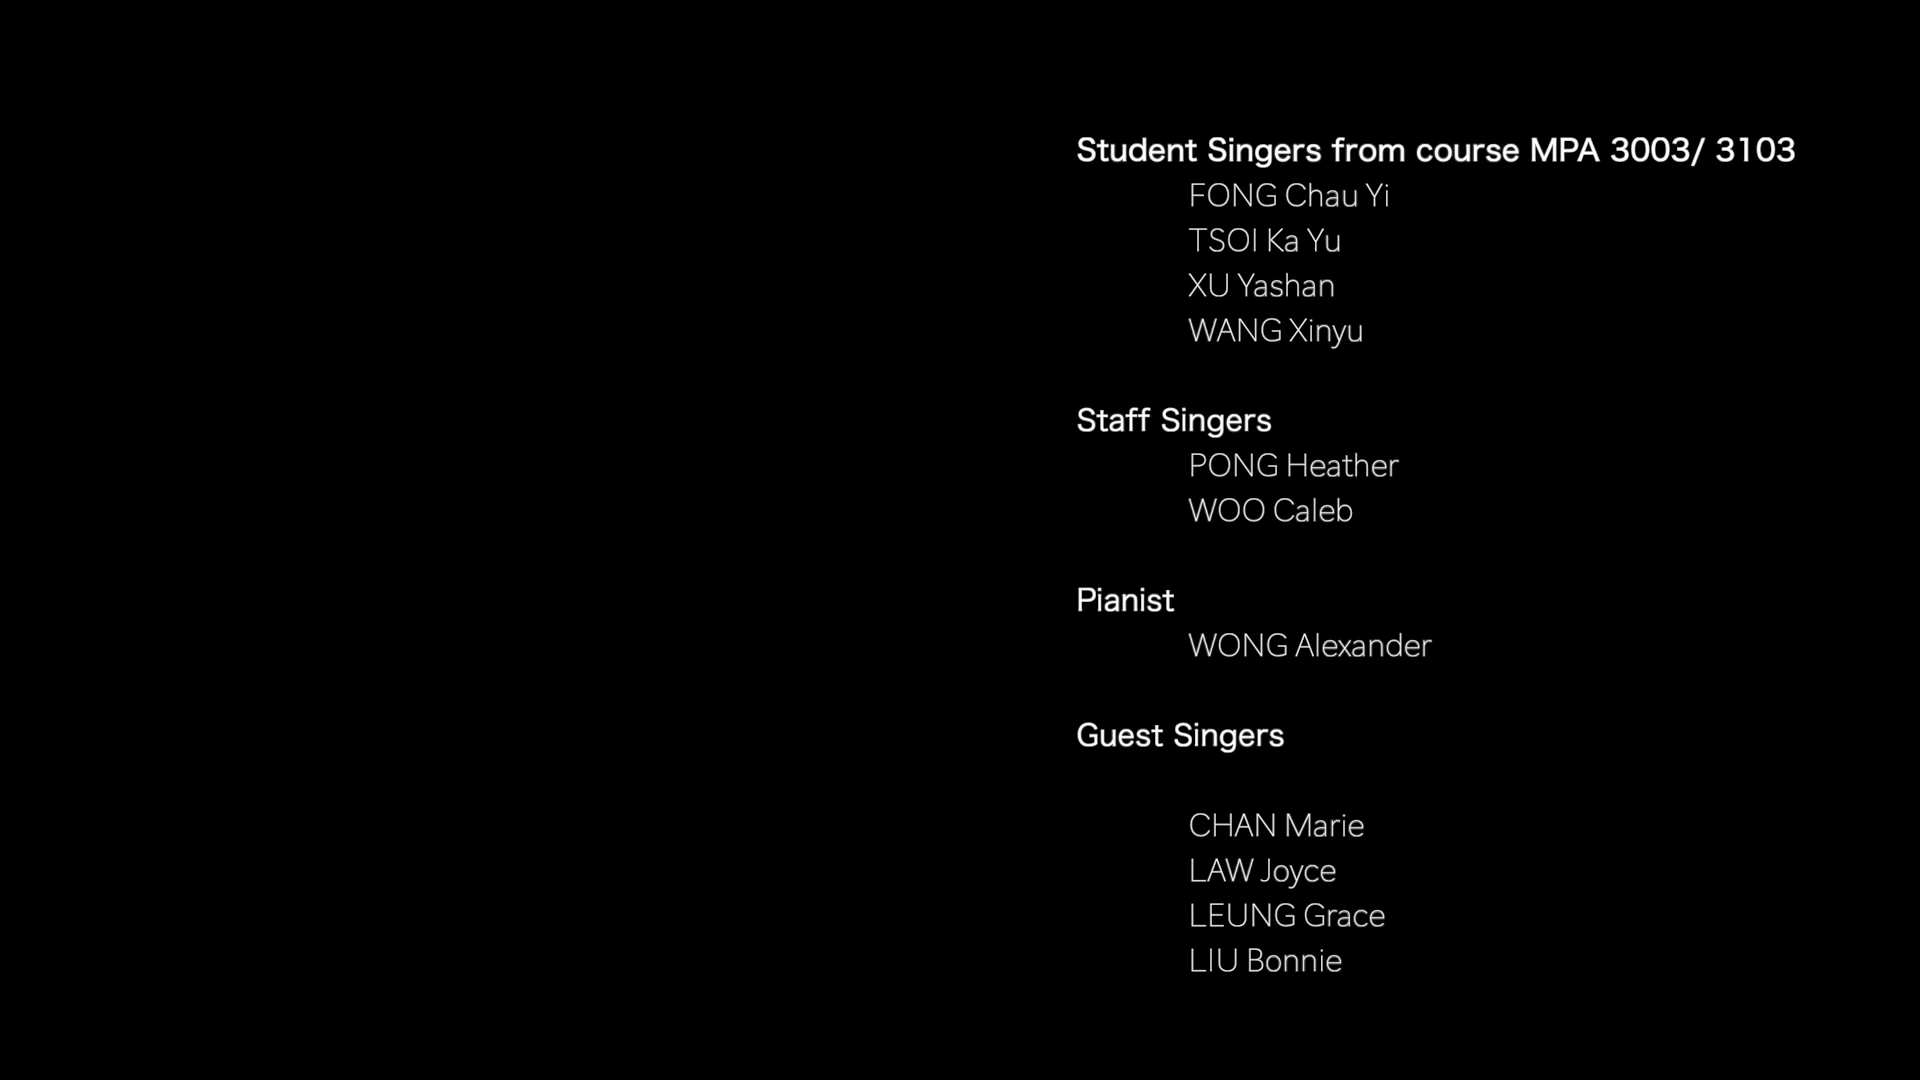 Student Singers from course MPA 3003/ 3103
FONG Chau Yi
TSOI Ka Yu
XU Yashan
WANG Xinyu
Staff Singers
PONG Heather
WOO Caleb
Pianist
WONG Alexander
Guest Singers
CHAN Marie
LAW Joyce
LEUNG Grace
LIU Bonnie